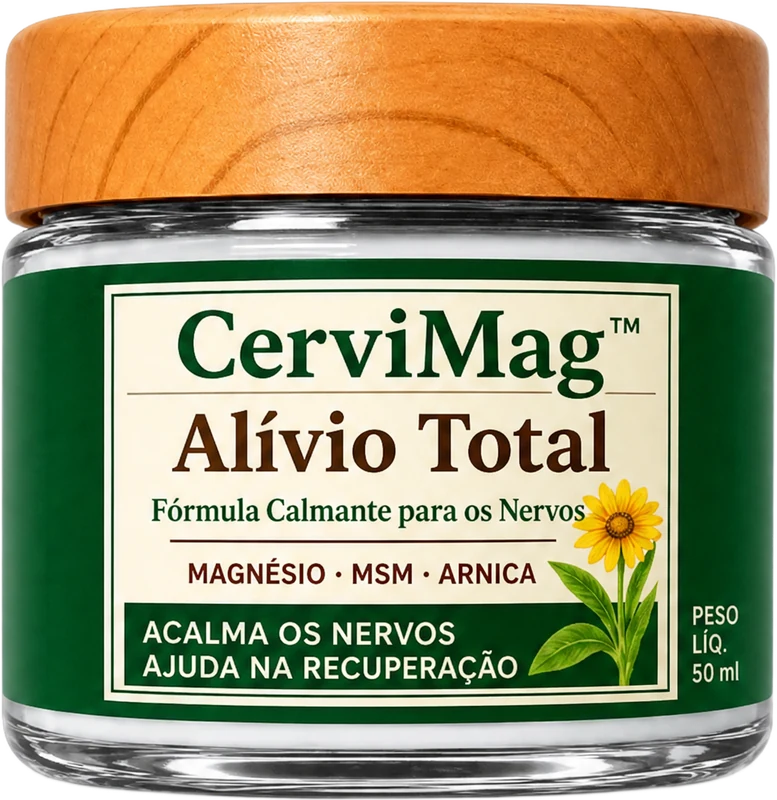 CerviMag™
Alívio Total
Fórmula Calmante para os Nervos
MAGNÉSIO · MSM · ARNICA
ACALMA OS NERVOS
AJUDA NA RECUPERAÇÃO
PESO
LÍQ.
50 ml